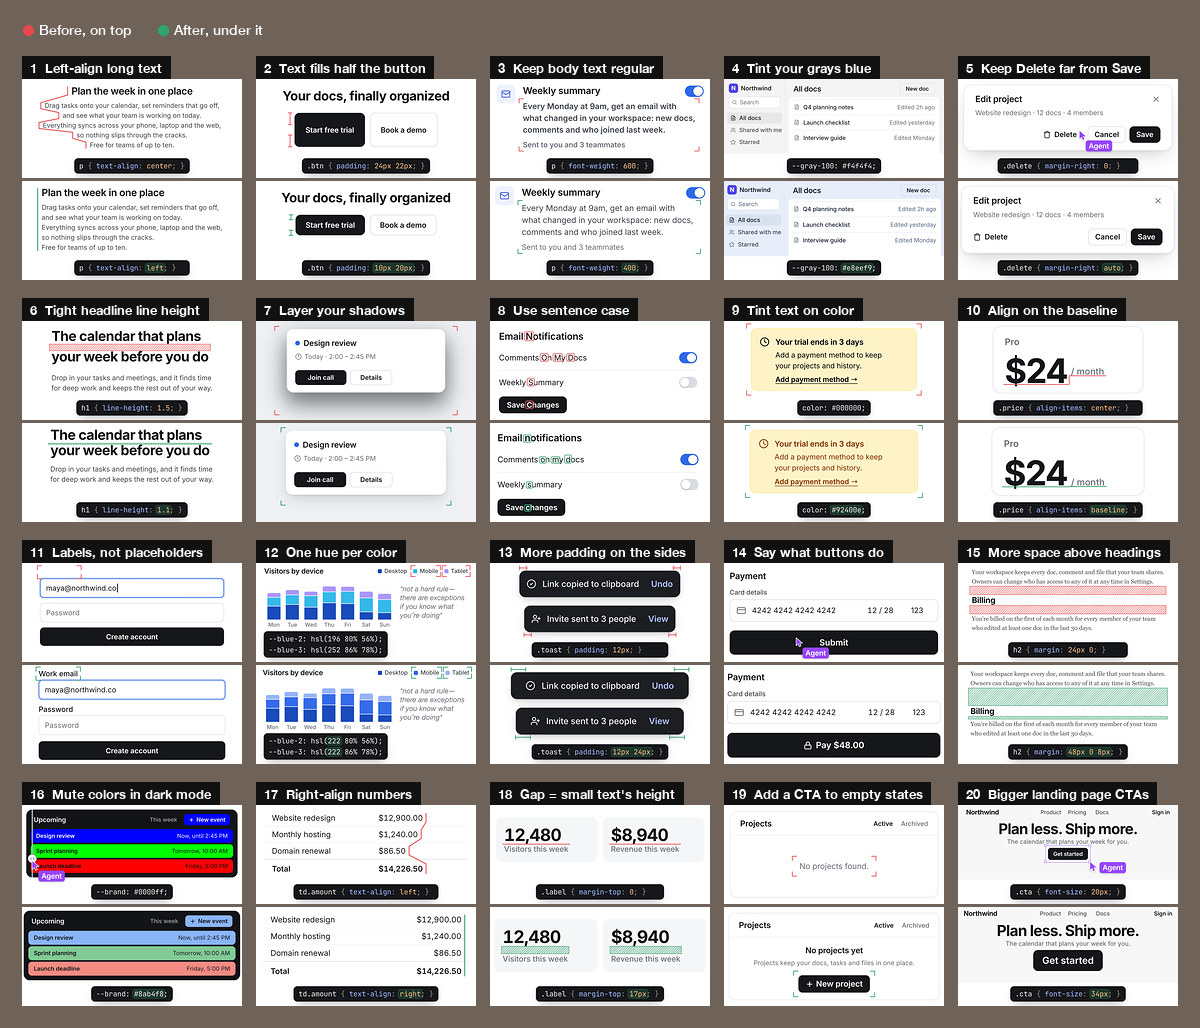 Before, on top
After, under it
1 Left-align long text
Plan the week in one place
Drag tasks onto your calendar, set reminders that go off,
and see what your team is working on today.
Everything syncs across your phone, laptop and the web,
so nothing slips through the cracks.
Free for teams of up to ten.
p { text-align: center; }
Plan the week in one place
Drag tasks onto your calendar, set reminders that go off,
and see what your team is working on today.
Everything syncs across your phone, laptop and the web,
so nothing slips through the cracks.
Free for teams of up to ten.
p { text-align: left; }
2 Text fills half the button
Your docs, finally organized
Start free trial
Book a demo
.btn { padding: 24px 22px; }
Your docs, finally organized
Start free trial
Book a demo
.btn { padding: 10px 20px; }
3 Keep body text regular
Weekly summary
Every Monday at 9am, get an email with
what changed in your workspace: new docs,
comments and who joined last week.
Sent to you and 3 teammates
p { font-weight: 600; }
Weekly summary
Every Monday at 9am, get an email with
what changed in your workspace: new docs,
comments and who joined last week.
Sent to you and 3 teammates
p { font-weight: 400; }
4 Tint your grays blue
N Northwind
Search
All docs
Shared with me
Starred
All docs
New doc
Q4 planning notes Edited 2h ago
Launch checklist Edited yesterday
Interview guide Edited Monday
--gray-100: #f4f4f4;
N Northwind
Search
All docs
Shared with me
Starred
All docs
New doc
Q4 planning notes Edited 2h ago
Launch checklist Edited yesterday
Interview guide Edited Monday
--gray-100: #e8eef9;
5 Keep Delete far from Save
Edit project
Website redesign · 12 docs · 4 members
Delete
Cancel
Save
Agent
.delete { margin-right: 0; }
Edit project
Website redesign · 12 docs · 4 members
Delete
Cancel
Save
.delete { margin-right: auto; }
6 Tight headline line height
The calendar that plans
your week before you do
Drop in your tasks and meetings, and it finds time
for deep work and keeps the rest out of your way.
h1 { line-height: 1.5; }
The calendar that plans
your week before you do
Drop in your tasks and meetings, and it finds time
for deep work and keeps the rest out of your way.
h1 { line-height: 1.1; }
7 Layer your shadows
Design review
Today · 2:00 – 2:45 PM
Join call
Details
Design review
Today · 2:00 – 2:45 PM
Join call
Details
8 Use sentence case
Email Notifications
Comments On My Docs
Weekly Summary
Save Changes
Email notifications
Comments on my docs
Weekly summary
Save changes
9 Tint text on color
Your trial ends in 3 days
Add a payment method to keep
your projects and history.
Add payment method →
color: #000000;
Your trial ends in 3 days
Add a payment method to keep
your projects and history.
Add payment method →
color: #92400e;
10 Align on the baseline
Pro
$24 / month
.price { align-items: center; }
Pro
$24 / month
.price { align-items: baseline; }
11 Labels, not placeholders
maya@northwind.co
Password
Create account
Work email
maya@northwind.co
Password
Password
Create account
12 One hue per color
Visitors by device
Desktop Mobile Tablet
Mon Tue Wed Thu Fri Sat Sun
"not a hard rule—
there are exceptions
if you know what
you're doing"
--blue-2: hsl(196 80% 56%);
--blue-3: hsl(252 86% 78%);
Visitors by device
Desktop Mobile Tablet
Mon Tue Wed Thu Fri Sat Sun
"not a hard rule—
there are exceptions
if you know what
you're doing"
--blue-2: hsl(222 80% 56%);
--blue-3: hsl(222 86% 78%);
13 More padding on the sides
Link copied to clipboard Undo
Invite sent to 3 people View
.toast { padding: 12px; }
Link copied to clipboard Undo
Invite sent to 3 people View
.toast { padding: 12px 24px; }
14 Say what buttons do
Payment
Card details
4242 4242 4242 4242 12 / 28 123
Submit
Agent
Payment
Card details
4242 4242 4242 4242 12 / 28 123
Pay $48.00
15 More space above headings
Your workspace keeps every doc, comment and file that your team shares.
Owners can change who has access to any of it at any time in Settings.
Billing
You're billed on the first of each month for every member of your team
who edited at least one doc in the last 30 days.
h2 { margin: 24px 0; }
Your workspace keeps every doc, comment and file that your team shares.
Owners can change who has access to any of it at any time in Settings.
Billing
You're billed on the first of each month for every member of your team
who edited at least one doc in the last 30 days.
h2 { margin: 48px 0 8px; }
16 Mute colors in dark mode
Upcoming
This week
+ New event
Design review Now, until 2:45 PM
Sprint planning Tomorrow, 10:00 AM
Launch deadline Friday, 5:00 PM
Agent
--brand: #0000ff;
Upcoming
This week
+ New event
Design review Now, until 2:45 PM
Sprint planning Tomorrow, 10:00 AM
Launch deadline Friday, 5:00 PM
--brand: #8ab4f8;
17 Right-align numbers
Website redesign $12,900.00
Monthly hosting $1,240.00
Domain renewal $86.50
Total $14,226.50
td.amount { text-align: left; }
Website redesign $12,900.00
Monthly hosting $1,240.00
Domain renewal $86.50
Total $14,226.50
td.amount { text-align: right; }
18 Gap = small text's height
12,480
Visitors this week
$8,940
Revenue this week
.label { margin-top: 0; }
12,480
Visitors this week
$8,940
Revenue this week
.label { margin-top: 17px; }
19 Add a CTA to empty states
Projects
Active Archived
No projects found.
Projects
Active Archived
No projects yet
Projects keep your docs, tasks and files in one place.
+ New project
20 Bigger landing page CTAs
Northwind Product Pricing Docs Sign in
Plan less. Ship more.
The calendar that plans your week for you.
Get started
Agent
.cta { font-size: 20px; }
Northwind Product Pricing Docs Sign in
Plan less. Ship more.
The calendar that plans your week for you.
Get started
.cta { font-size: 34px; }